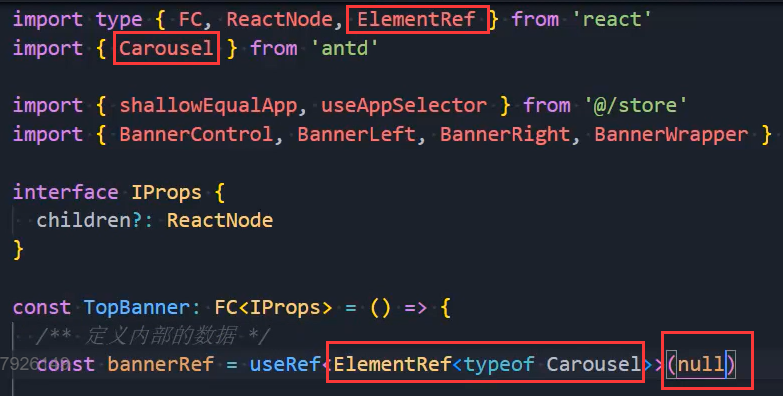 import type { FC, ReactNode, ElementRef } from 'react'
import { Carousel } from 'antd'
import { shallowEqualApp, useAppSelector } from '@/store'
import { BannerControl, BannerLeft, BannerRight, BannerWrapper }
interface IProps {
children?: ReactNode
}
const TopBanner: FC<IProps> = () => {
/** 定义内部的数据 */
const bannerRef = useRef<ElementRef<typeof Carousel>>(null)